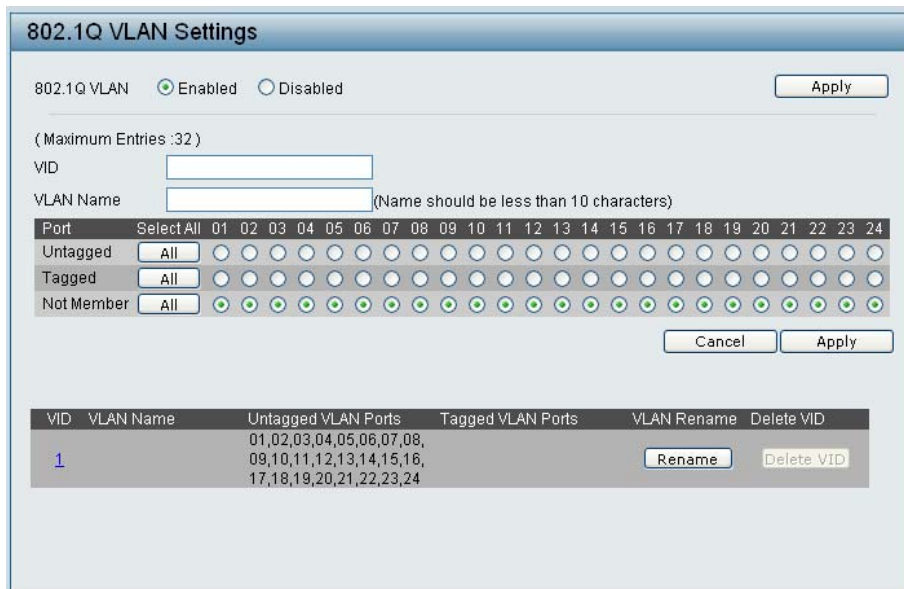 802.1Q VLAN Settings
802.1Q VLAN Enabled Disabled Apply
( Maximum Entries :32 )
VID
VLAN Name (Name should be less than 10 characters)
Port Select All 01 02 03 04 05 06 07 08 09 10 11 12 13 14 15 16 17 18 19 20 21 22 23 24
Untagged All
Tagged All
Not Member All
Cancel Apply
VID VLAN Name Untagged VLAN Ports Tagged VLAN Ports VLAN Rename Delete VID
01,02,03,04,05,06,07,08,
1 09,10,11,12,13,14,15,16, Rename Delete VID
17,18,19,20,21,22,23,24